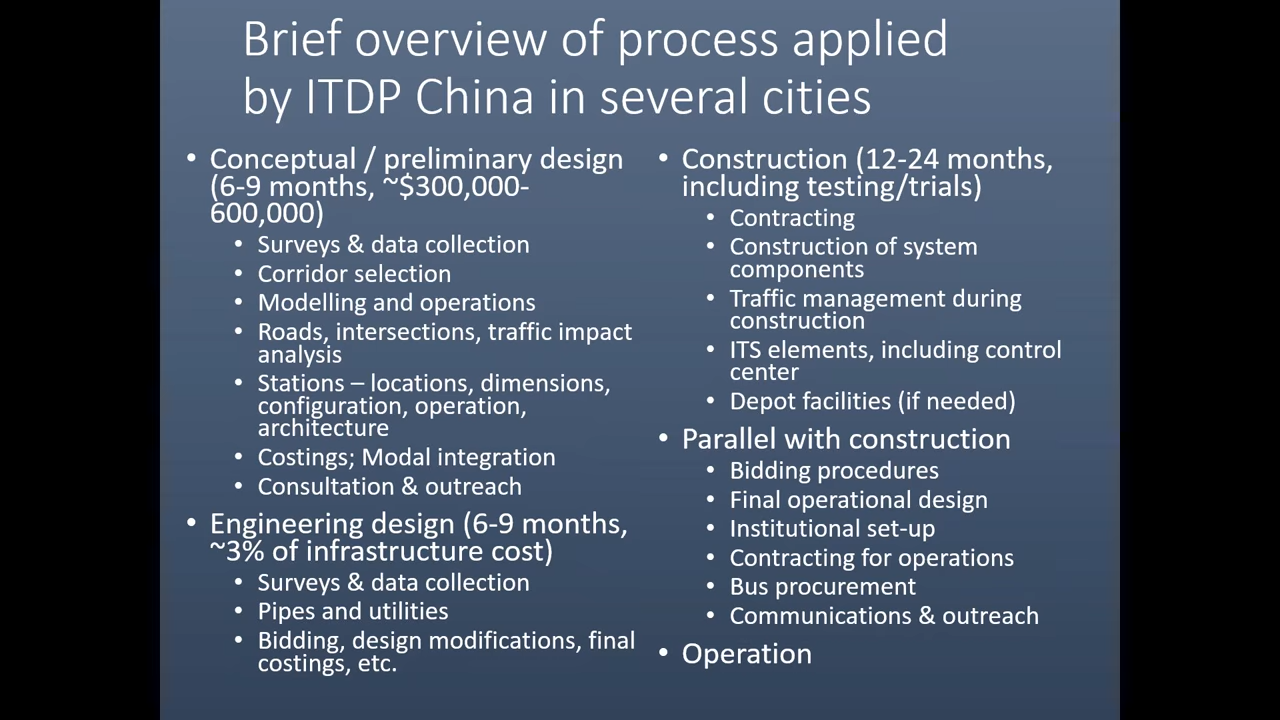 Brief overview of process applied
by ITDP China in several cities
• Conceptual / preliminary design
(6-9 months, ~$300,000-
600,000)
• Surveys & data collection
• Corridor selection
• Modelling and operations
• Roads, intersections, traffic impact
analysis
• Stations – locations, dimensions,
configuration, operation,
architecture
• Costings; Modal integration
• Consultation & outreach
• Engineering design (6-9 months,
~3% of infrastructure cost)
• Surveys & data collection
• Pipes and utilities
• Bidding, design modifications, final
costings, etc.
• Construction (12-24 months,
including testing/trials)
• Contracting
• Construction of system
components
• Traffic management during
construction
• ITS elements, including control
center
• Depot facilities (if needed)
• Parallel with construction
• Bidding procedures
• Final operational design
• Institutional set-up
• Contracting for operations
• Bus procurement
• Communications & outreach
• Operation